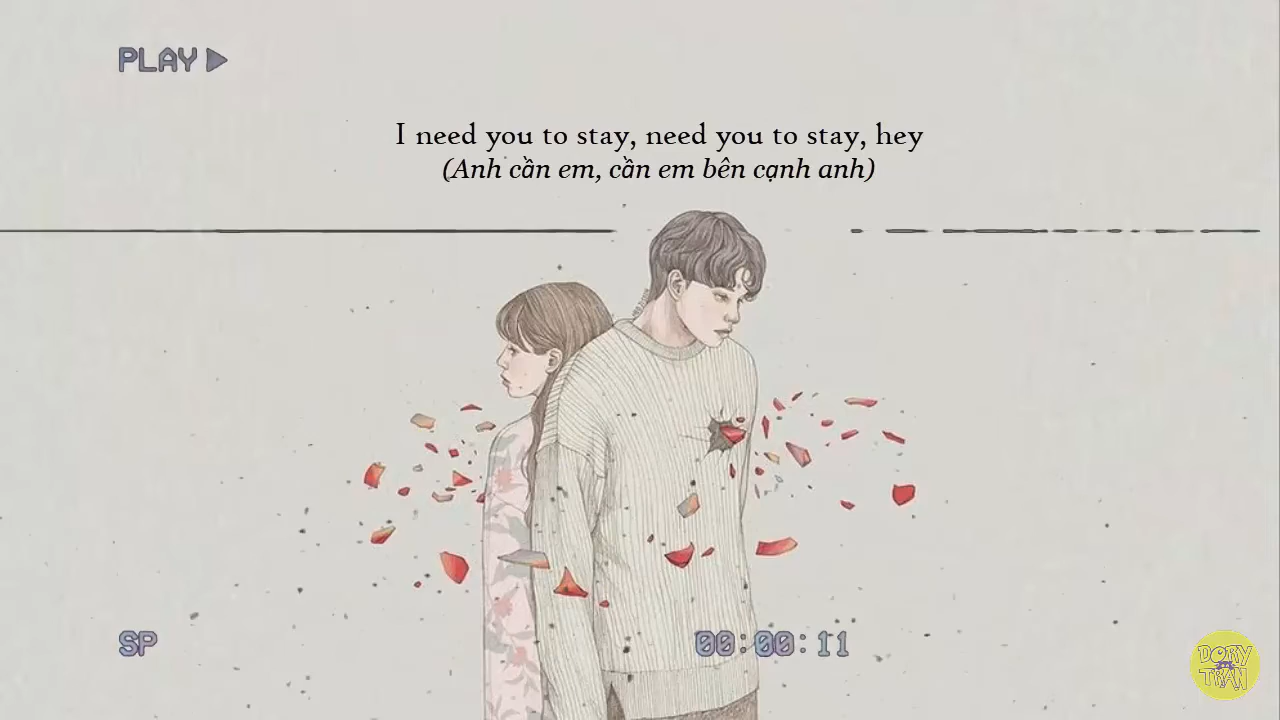 PLAY
I need you to stay, need you to stay, hey
(Anh cần em, cần em bên cạnh anh)
SP
00:00:11
DORY
TRAN